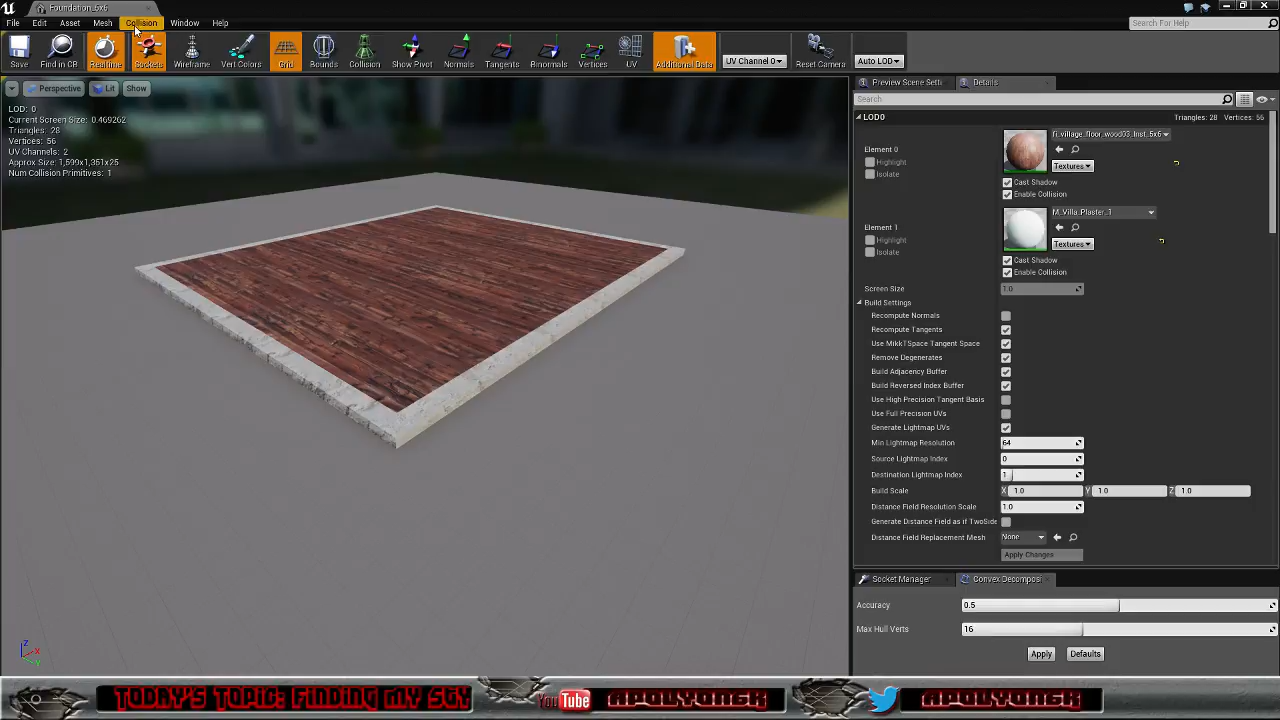 Foundation_6x6
File Edit Asset Mesh Collision Window Help
Search For Help
Save Find in CB Realtime Sockets Wireframe Vert Colors Grid Bounds Collision Show Pivot Normals Tangents Binormals Vertices UV Additional Data UV Channel 0 Reset Camera Auto LOD
Perspective Lit Show
LOD: 0
Current Screen Size: 0.469262
Triangles: 28
Vertices: 56
UV Channels: 2
Approx Size: 1,599x1,351x25
Num Collision Primitives: 1
Preview Scene Setti Details
Search
LOD0 Triangles: 28 Vertices: 56
fi_village_floor_wood03_Inst_6x6
Element 0
Highlight
Isolate
Textures
Cast Shadow
Enable Collision
M_Villa_Plaster_1
Element 1
Highlight
Isolate
Textures
Cast Shadow
Enable Collision
Screen Size 1.0
Build Settings
Recompute Normals
Recompute Tangents
Use MikkTSpace Tangent Space
Remove Degenerates
Build Adjacency Buffer
Build Reversed Index Buffer
Use High Precision Tangent Basis
Use Full Precision UVs
Generate Lightmap UVs
Min Lightmap Resolution 64
Source Lightmap Index 0
Destination Lightmap Index 1
Build Scale X 1.0 Y 1.0 Z 1.0
Distance Field Resolution Scale 1.0
Generate Distance Field as if TwoSide
Distance Field Replacement Mesh None
Apply Changes
Socket Manager Convex Decomposi
Accuracy 0.5
Max Hull Verts 16
Apply Defaults
Z X Y
TODAY'S TOPIC: FINDING MY STY YouTube APOLYONGK APOLYONGK